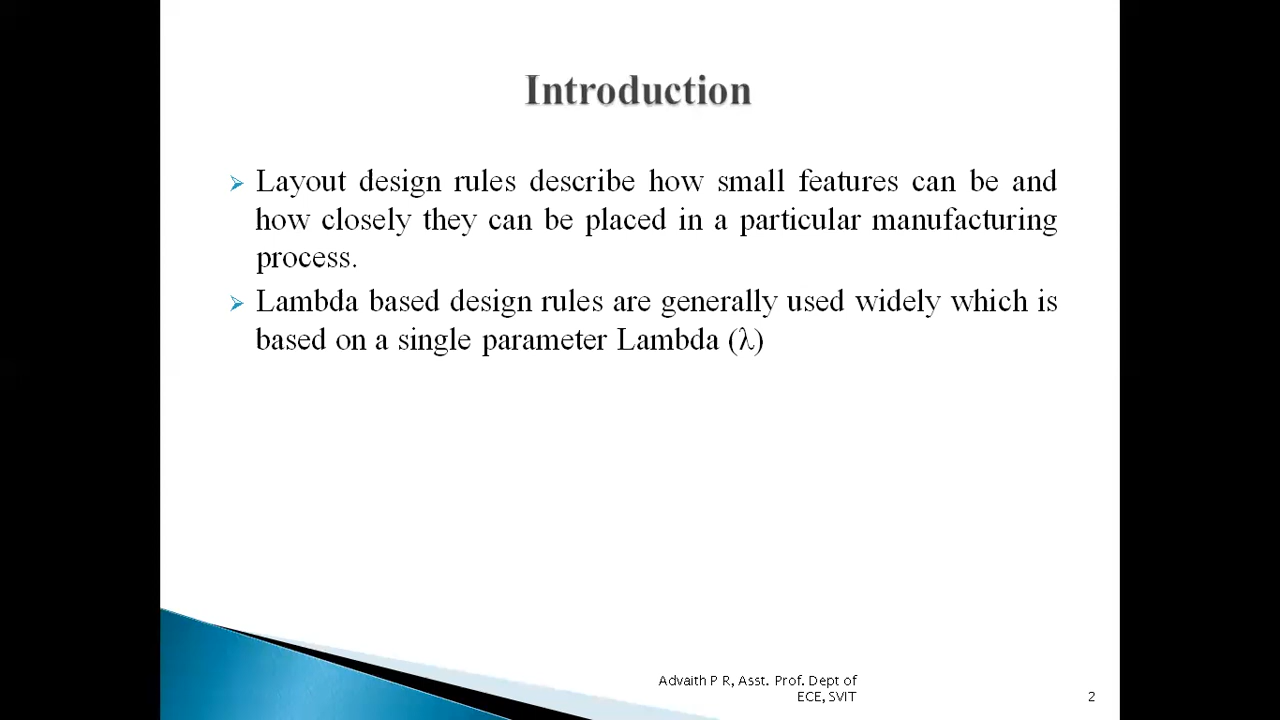 Introduction
Layout design rules describe how small features can be and
how closely they can be placed in a particular manufacturing
process.
Lambda based design rules are generally used widely which is
based on a single parameter Lambda (λ)
Advaith P R, Asst. Prof. Dept of
ECE, SVIT
2